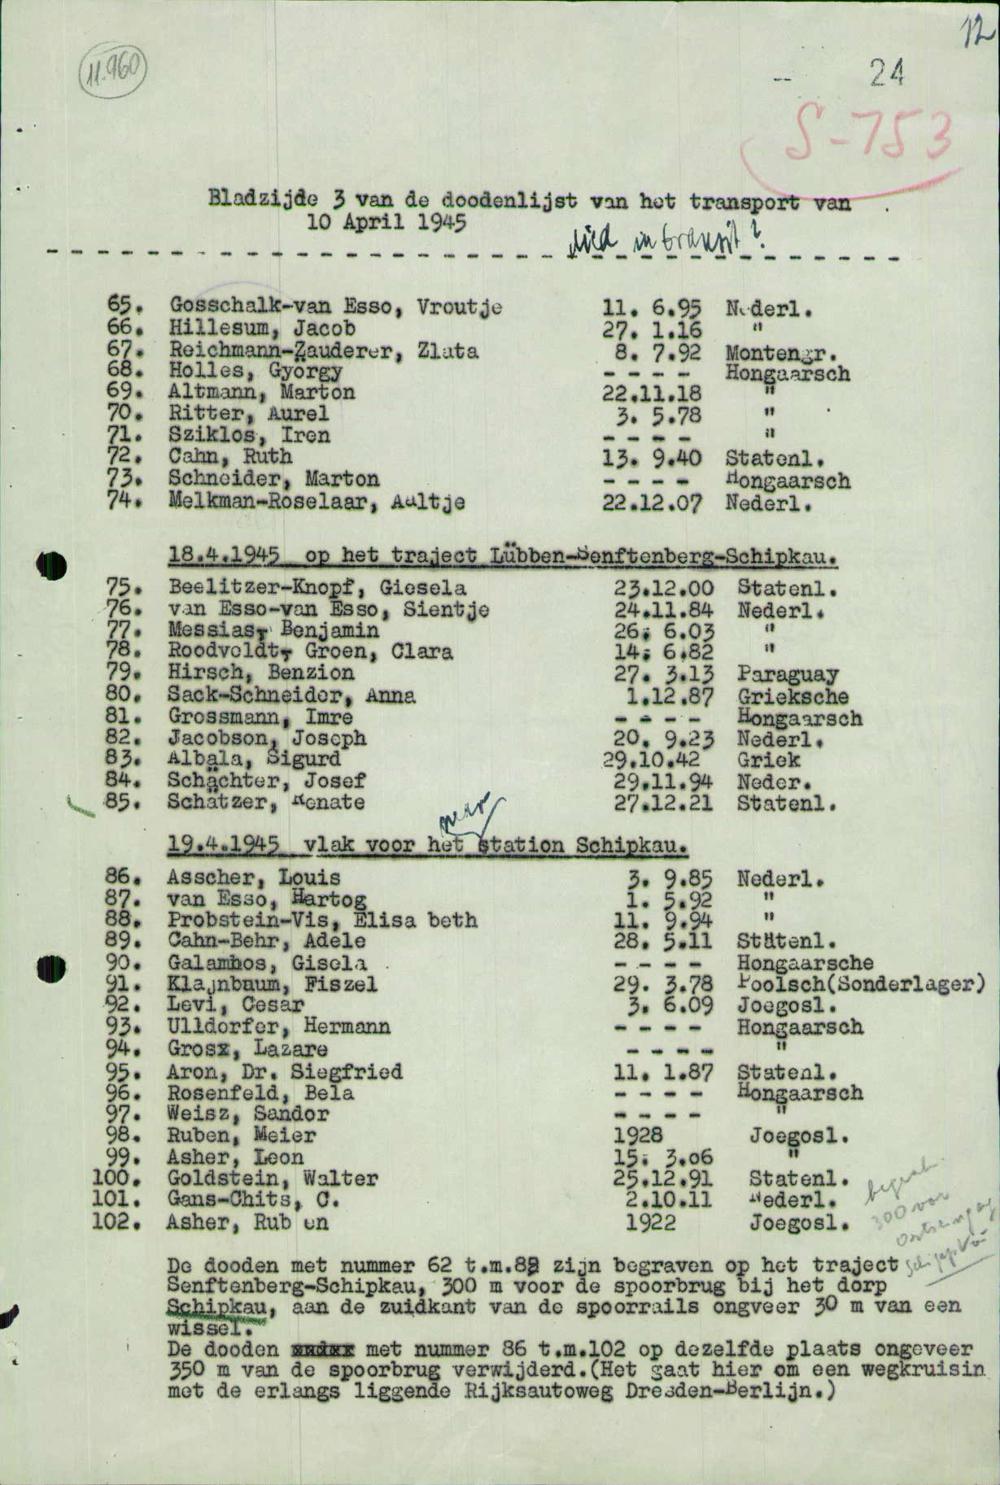 12
11.960
-- 24
S-753
Bladzijde 3 van de doodenlijst van het transport van
10 April 1945
died in transit?
65. Gosschalk-van Esso, Vroutje 11. 6.95 Nederl.
66. Hillesum, Jacob 27. 1.16 "
67. Reichmann-Zauderer, Zlata 8. 7.92 Montengr.
68. Holles, Gyorgy - - - - Hongaarsch
69. Altmann, Marton 22.11.18 "
70. Ritter, Aurel 3. 5.78 "
71. Sziklos, Iren - - - - "
72. Cahn, Ruth 13. 9.40 Statenl.
73. Schneider, Marton - - - - Hongaarsch
74. Melkman-Roselaar, Aaltje 22.12.07 Nederl.
18.4.1945 op het traject Lübben-Senftenberg-Schipkau.
75. Beelitzer-Knopf, Giesela 23.12.00 Statenl.
76. van Esso-van Esso, Sientje 24.11.84 Nederl.
77. Messias, Benjamin 26. 6.03 "
78. Roodveldt, Groen, Clara 14. 6.82 "
79. Hirsch, Benzion 27. 3.13 Paraguay
80. Sack-Schneider, Anna 1.12.87 Grieksche
81. Grossmann, Imre - - - - Hongaarsch
82. Jacobson, Joseph 20. 9.23 Nederl.
83. Albala, Sigurd 29.10.42 Griek
84. Schächter, Josef 29.11.94 Neder.
85. Schatzer, Renate 27.12.21 Statenl.
near
19.4.1945 vlak voor het station Schipkau.
86. Asscher, Louis 3. 9.85 Nederl.
87. van Esso, Hartog 1. 5.92 "
88. Probstein-Vis, Elisa beth 11. 9.94 "
89. Cahn-Behr, Adele 28. 5.11 Statenl.
90. Galambos, Gisela - - - - Hongaarsche
91. Klajnbaum, Fiszel 29. 3.78 Poolsch(Sonderlager)
92. Levi, Cesar 3. 6.09 Joegosl.
93. Ulldorfer, Hermann - - - - Hongaarsch
94. Grosz, Lazare - - - - "
95. Aron, Dr. Siegfried 11. 1.87 Statenl.
96. Rosenfeld, Bela - - - - Hongaarsch
97. Weisz, Sandor - - - - "
98. Ruben, Meier 1928 Joegosl.
99. Asher, Leon 15. 3.06 "
100. Goldstein, Walter 25.12.91 Statenl.
101. Gans-Chits, C. 2.10.11 Nederl.
102. Asher, Rub en 1922 Joegosl.
300 vor
De dooden met nummer 62 t.m.85 zijn begraven op het traject
Senftenberg-Schipkau, 300 m voor de spoorbrug bij het dorp
Schipkau, aan de zuidkant van de spoorrails ongveer 30 m van een
wissel.
De dooden met nummer 86 t.m.102 op dezelfde plaats ongeveer
350 m van de spoorbrug verwijderd.(Het gaat hier om een wegkruisin
met de erlangs liggende Rijksautoweg Dresden-Berlijn.)